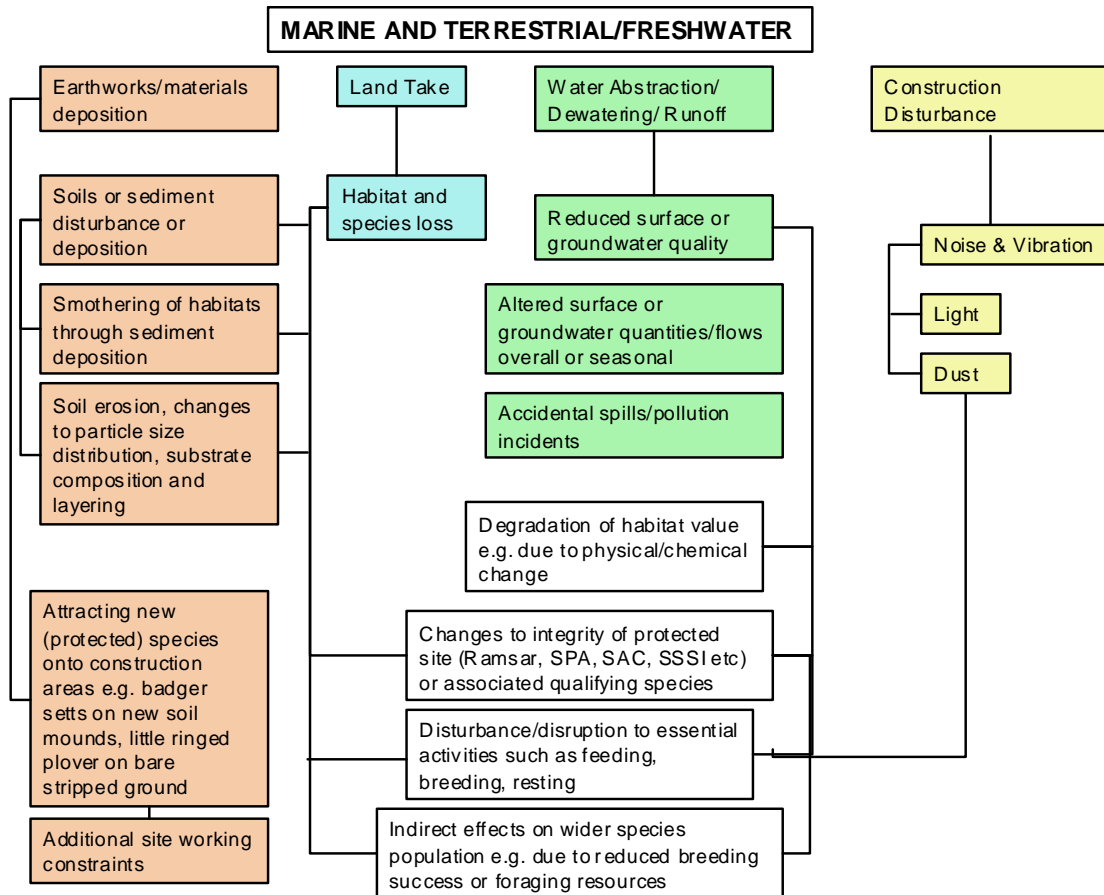 MARINE AND TERRESTRIAL/FRESHWATER
Earthworks/materials
deposition
Land Take
Water Abstraction/
Dewatering/ Runoff
Construction
Disturbance
Soils or sediment
disturbance or
deposition
Habitat and
species loss
Reduced surface or
groundwater quality
Noise & Vibration
Smothering of habitats
through sediment
deposition
Altered surface or
groundwater quantities/flows
overall or seasonal
Light
Dust
Soil erosion, changes
to particle size
distribution, substrate
composition and
layering
Accidental spills/pollution
incidents
Degradation of habitat value
e.g. due to physical/chemical
change
Attracting new
(protected) species
onto construction
areas e.g. badger
setts on new soil
mounds, little ringed
plover on bare
stripped ground
Changes to integrity of protected
site (Ramsar, SPA, SAC, SSSI etc)
or associated qualifying species
Disturbance/disruption to essential
activities such as feeding,
breeding, resting
Additional site working
constraints
Indirect effects on wider species
population e.g. due to reduced breeding
success or foraging resources